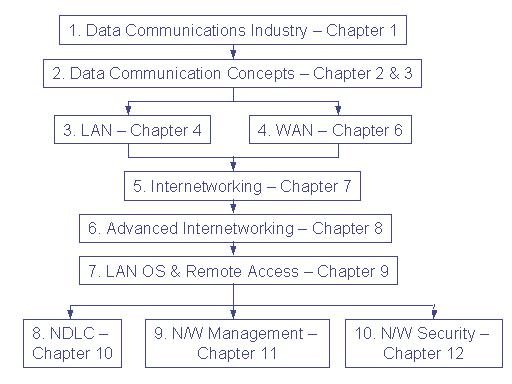 1. Data Communications Industry – Chapter 1
2. Data Communication Concepts – Chapter 2 & 3
3. LAN – Chapter 4
4. WAN – Chapter 6
5. Internetworking – Chapter 7
6. Advanced Internetworking – Chapter 8
7. LAN OS & Remote Access – Chapter 9
8. NDLC –
Chapter 10
9. N/W Management –
Chapter 11
10. N/W Security –
Chapter 12